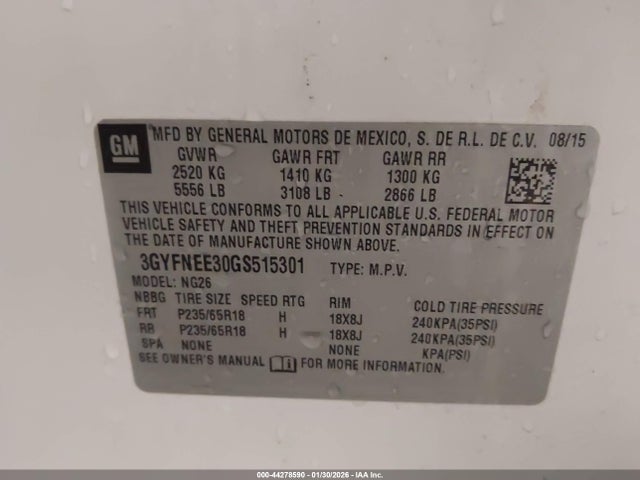 GM
MFD BY GENERAL MOTORS DE MEXICO, S. DE R.L. DE C.V. 08/15
GVWR GAWR FRT GAWR RR
2520 KG 1410 KG 1300 KG
5556 LB 3108 LB - 2866 LB
THIS VEHICLE CONFORMS TO ALL APPLICABLE U.S. FEDERAL MOTOR
VEHICLE SAFETY AND THEFT PREVENTION STANDARDS IN EFFECT ON
THE DATE OF MANUFACTURE SHOWN ABOVE.
3GYFNEE30GS515301 TYPE: M.P.V.
MODEL: NG26
NBBG TIRE SIZE SPEED RTG RIM COLD TIRE PRESSURE
FRT P235/65R18 H 18X8J 240KPA(35PSI)
RR P235/65R18 H 18X8J 240KPA(35PSI)
SPA NONE NONE KPA(PSI)
SEE OWNER'S MANUAL FOR MORE INFORMATION.
000-44278590 - 01/30/2026 - IAA Inc.